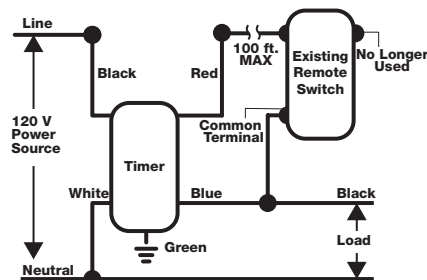 Line
Black
Red
100 ft.
MAX
Existing
Remote
Switch
No Longer
Used
120 V
Power
Source
Common
Terminal
Timer
White
Blue
Black
Green
Load
Neutral